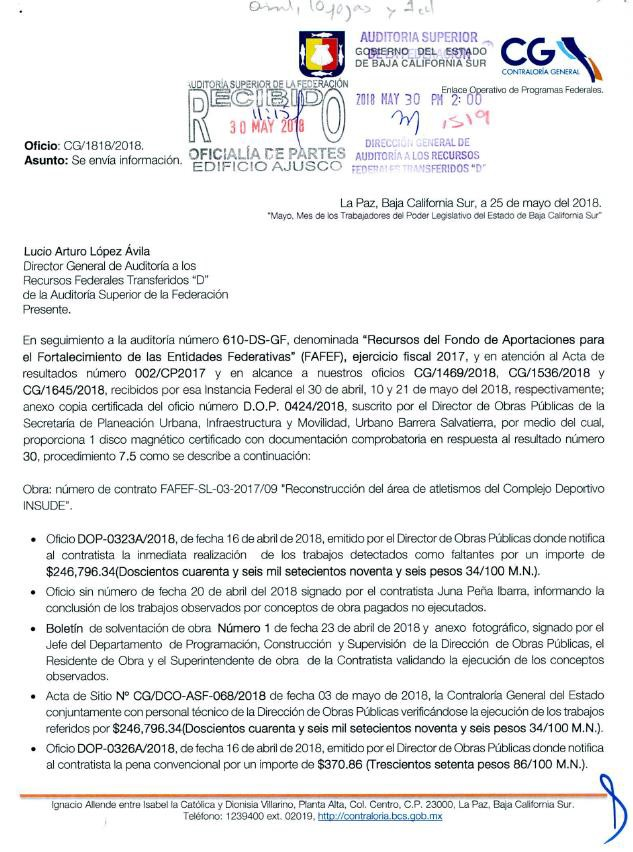 AUDITORIA SUPERIOR
GOBIERNO DEL ESTADO
DE BAJA CALIFORNIA SUR
CG
CONTRALORÍA GENERAL
Enlace Operativo de Programas Federales.
AUDITORIA SUPERIOR DE LA FEDERACIÓN
RECIBIDO
30 MAY 2018
OFICIALÍA DE PARTES
EDIFICIO AJUSCO
2018 MAY 30 PM 2:00
1519
DIRECCIÓN GENERAL DE
AUDITORIA A LOS RECURSOS
FEDERALES TRANSFERIDOS "D"
Oficio: CG/1818/2018.
Asunto: Se envía información.
La Paz, Baja California Sur, a 25 de mayo del 2018.
"Mayo, Mes de los Trabajadores del Poder Legislativo del Estado de Baja California Sur"
Lucio Arturo López Ávila
Director General de Auditoría a los
Recursos Federales Transferidos "D"
de la Auditoría Superior de la Federación
Presente.
En seguimiento a la auditoría número 610-DS-GF, denominada "Recursos del Fondo de Aportaciones para
el Fortalecimiento de las Entidades Federativas" (FAFEF), ejercicio fiscal 2017, y en atención al Acta de
resultados número 002/CP2017 y en alcance a nuestros oficios CG/1469/2018, CG/1536/2018 y
CG/1645/2018, recibidos por esa Instancia Federal el 30 de abril, 10 y 21 de mayo del 2018, respectivamente;
anexo copia certificada del oficio número D.O.P. 0424/2018, suscrito por el Director de Obras Públicas de la
Secretaría de Planeación Urbana, Infraestructura y Movilidad, Urbano Barrera Salvatierra, por medio del cual,
proporciona 1 disco magnético certificado con documentación comprobatoria en respuesta al resultado número
30, procedimiento 7.5 como se describe a continuación:
Obra: número de contrato FAFEF-SL-03-2017/09 "Reconstrucción del área de atletismos del Complejo Deportivo
INSUDE".
• Oficio DOP-0323A/2018, de fecha 16 de abril de 2018, emitido por el Director de Obras Públicas donde notifica
al contratista la inmediata realización de los trabajos detectados como faltantes por un importe de
$246,796.34(Doscientos cuarenta y seis mil setecientos noventa y seis pesos 34/100 M.N.).
• Oficio sin número de fecha 20 de abril del 2018 signado por el contratista Juna Peña Ibarra, informando la
conclusión de los trabajos observados por conceptos de obra pagados no ejecutados.
• Boletín de solventación de obra Número 1 de fecha 23 de abril de 2018 y anexo fotográfico, signado por el
Jefe del Departamento de Programación, Construcción y Supervisión de la Dirección de Obras Públicas, el
Residente de Obra y el Superintendente de obra de la Contratista validando la ejecución de los conceptos
observados.
• Acta de Sitio N° CG/DCO-ASF-068/2018 de fecha 03 de mayo de 2018, la Contraloría General del Estado
conjuntamente con personal técnico de la Dirección de Obras Públicas verificándose la ejecución de los trabajos
referidos por $246,796.34(Doscientos cuarenta y seis mil setecientos noventa y seis pesos 34/100 M.N.).
• Oficio DOP-0326A/2018, de fecha 16 de abril de 2018, emitido por el Director de Obras Públicas donde notifica
al contratista la pena convencional por un importe de $370.86 (Trescientos setenta pesos 86/100 M.N.).
Ignacio Allende entre Isabel la Católica y Dionisia Villarino, Planta Alta, Col. Centro, C.P. 23000, La Paz, Baja California Sur.
Teléfono: 1239400 ext. 02019, http://contraloria.bcs.gob.mx